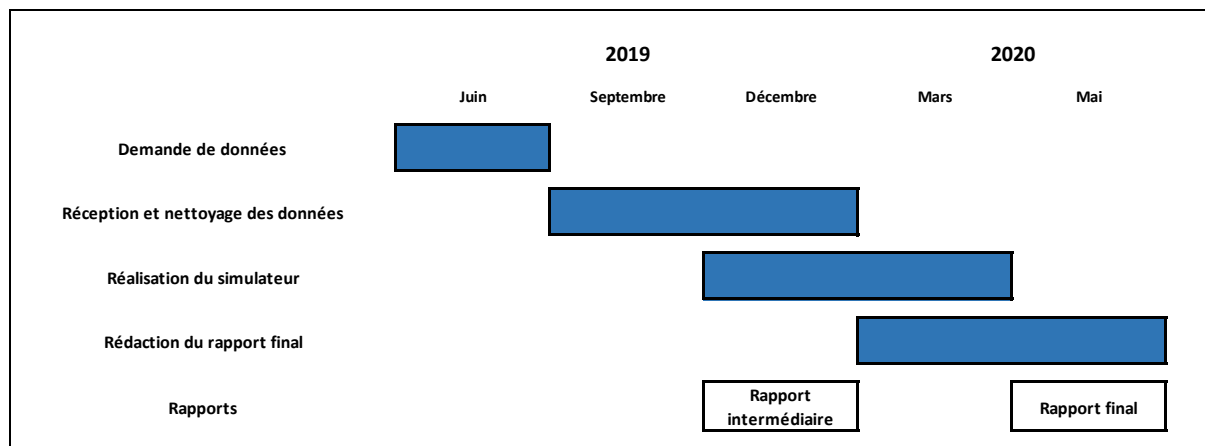 2019 2020
Juin Septembre Décembre Mars Mai
Demande de données
Réception et nettoyage des données
Réalisation du simulateur
Rédaction du rapport final
Rapports
Rapport
intermédiaire
Rapport final